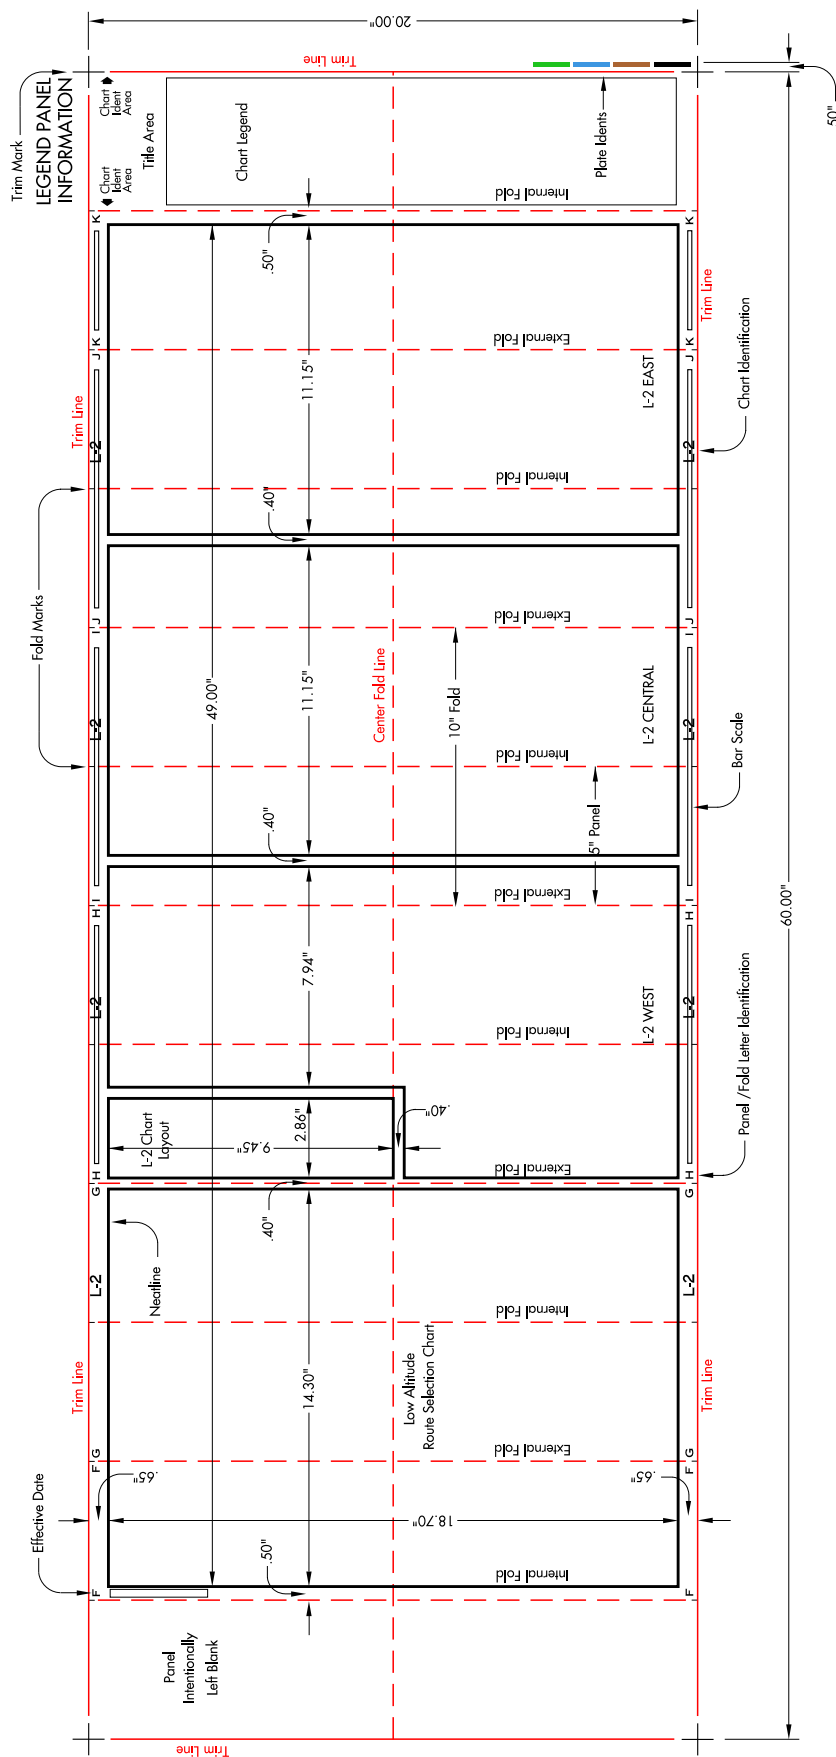 Trim Mark
LEGEND PANEL
INFORMATION
Chart
Ident
Area
Chart
Ident
Area
Title Area
Chart Legend
Plate Idents
Internal Fold
Trim Line
20.00"
.50"
60.00"
K
K
.50"
11.15"
External Fold
L-2 EAST
Trim Line
Trim Line
J K
J K
L-2
L-2
Chart Identification
Internal Fold
Fold Marks
.40"
49.00"
11.15"
External Fold
I J
I J
Center Fold Line
10" Fold
L-2 CENTRAL
L-2
L-2
Internal Fold
5" Panel
Bar Scale
.40"
7.94"
External Fold
H I
H I
L-2 WEST
L-2
L-2
Internal Fold
L-2 Chart
Layout
9.45"
2.86"
.40"
External Fold
G H
G H
Panel /Fold Letter Identification
.40"
Neatline
L-2
L-2
Internal Fold
14.30"
Low Altitude
Route Selection Chart
Trim Line
Trim Line
External Fold
F G
F G
.65"
.65"
18.70"
Effective Date
.50"
Internal Fold
F
F
Panel
Intentionally
Left Blank
Trim Line